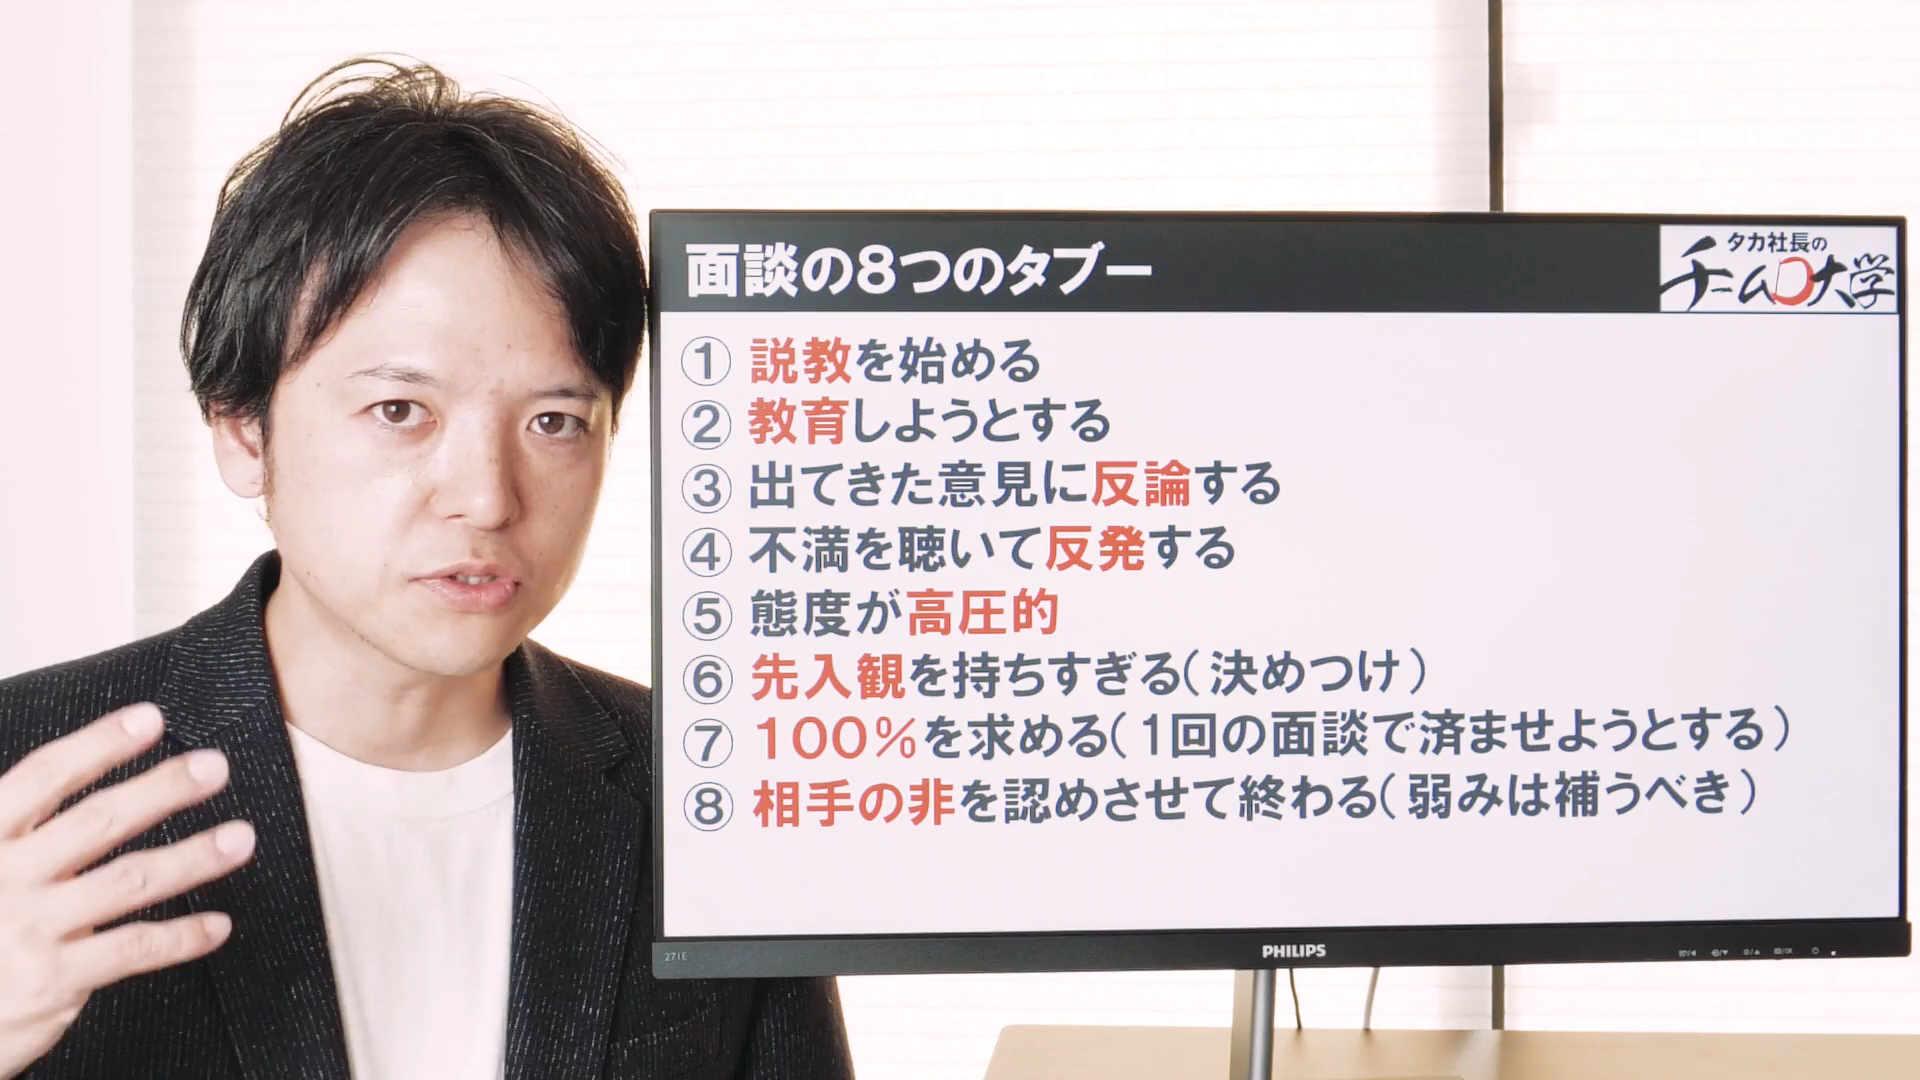 面談の8つのタブー
タカ社長の
チームD大学
① 説教を始める
② 教育しようとする
③ 出てきた意見に反論する
④ 不満を聴いて反発する
⑤ 態度が高圧的
⑥ 先入観を持ちすぎる(決めつけ)
⑦ 100%を求める(1回の面談で済ませようとする)
⑧ 相手の非を認めさせて終わる(弱みは補うべき)
271E
PHILIPS